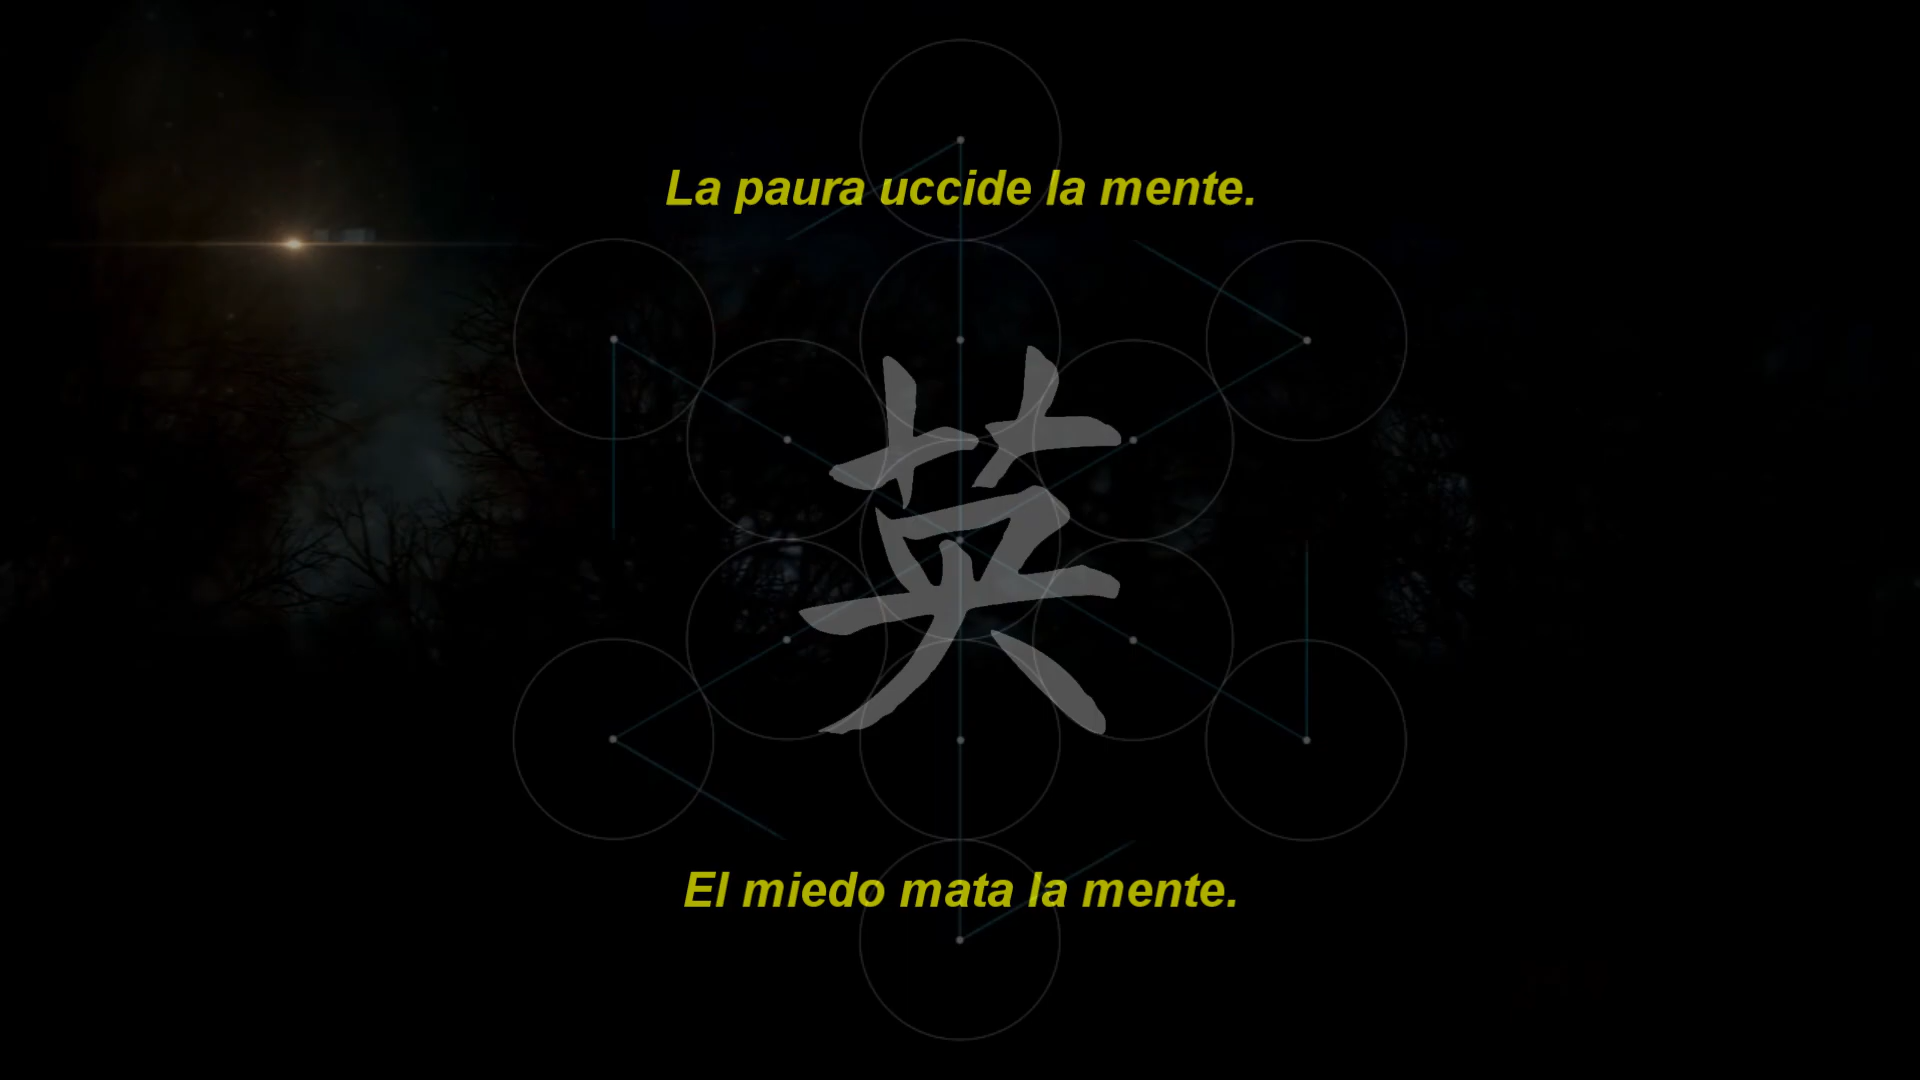 La paura uccide la mente.
英
El miedo mata la mente.